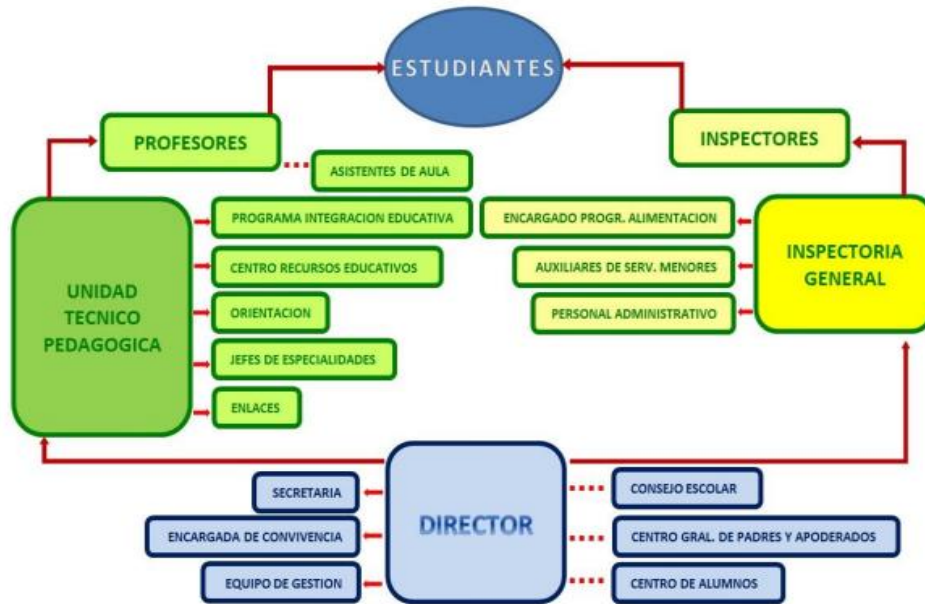 ESTUDIANTES
PROFESORES
INSPECTORES
ASISTENTES DE AULA
UNIDAD
TECNICO
PEDAGOGICA
PROGRAMA INTEGRACION EDUCATIVA
CENTRO RECURSOS EDUCATIVOS
ORIENTACION
JEFES DE ESPECIALIDADES
ENLACES
ENCARGADO PROGR. ALIMENTACION
AUXILIARES DE SERV. MENORES
PERSONAL ADMINISTRATIVO
INSPECTORIA
GENERAL
SECRETARIA
ENCARGADA DE CONVIVENCIA
EQUIPO DE GESTION
DIRECTOR
CONSEJO ESCOLAR
CENTRO GRAL. DE PADRES Y APODERADOS
CENTRO DE ALUMNOS